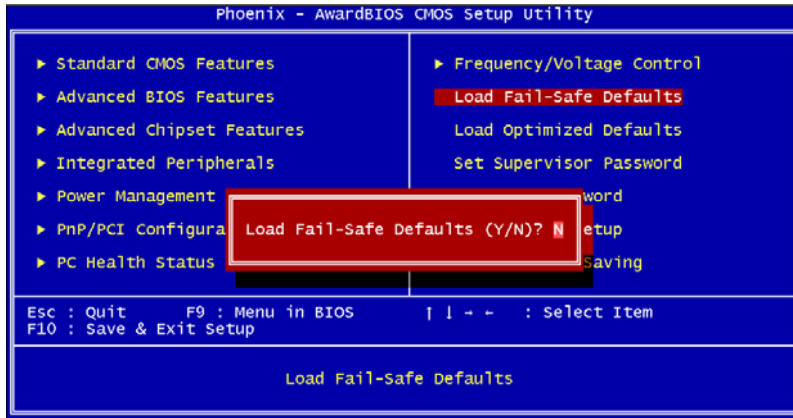 Phoenix - AwardBIOS CMOS Setup Utility
▶ Standard CMOS Features
▶ Advanced BIOS Features
▶ Advanced Chipset Features
▶ Integrated Peripherals
▶ Power Management
▶ PnP/PCI Configura
▶ PC Health Status
▶ Frequency/Voltage Control
Load Fail-Safe Defaults
Load Optimized Defaults
Set Supervisor Password
word
etup
Saving
Load Fail-Safe Defaults (Y/N)? N
Esc : Quit F9 : Menu in BIOS ↑ ↓ → ← : Select Item
F10 : Save & Exit Setup
Load Fail-Safe Defaults